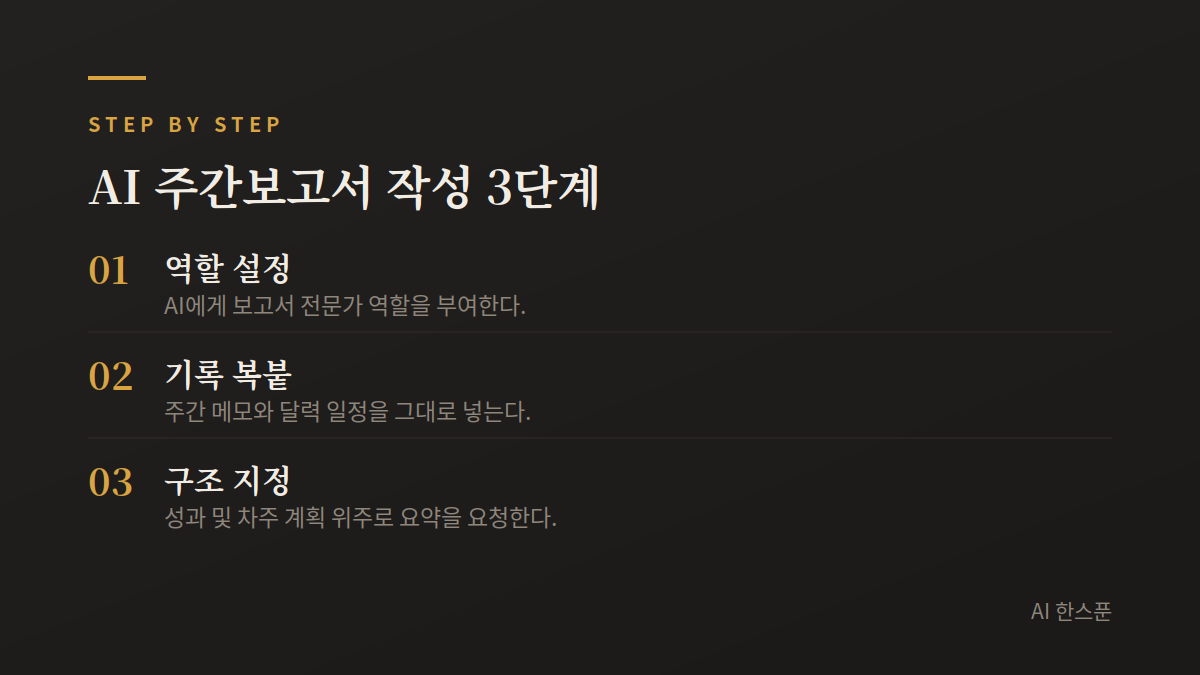 STEP BY STEP
AI 주간보고서 작성 3단계
01 역할 설정
AI에게 보고서 전문가 역할을 부여한다.
02 기록 복붙
주간 메모와 달력 일정을 그대로 넣는다.
03 구조 지정
성과 및 차주 계획 위주로 요약을 요청한다.
AI 한스푼